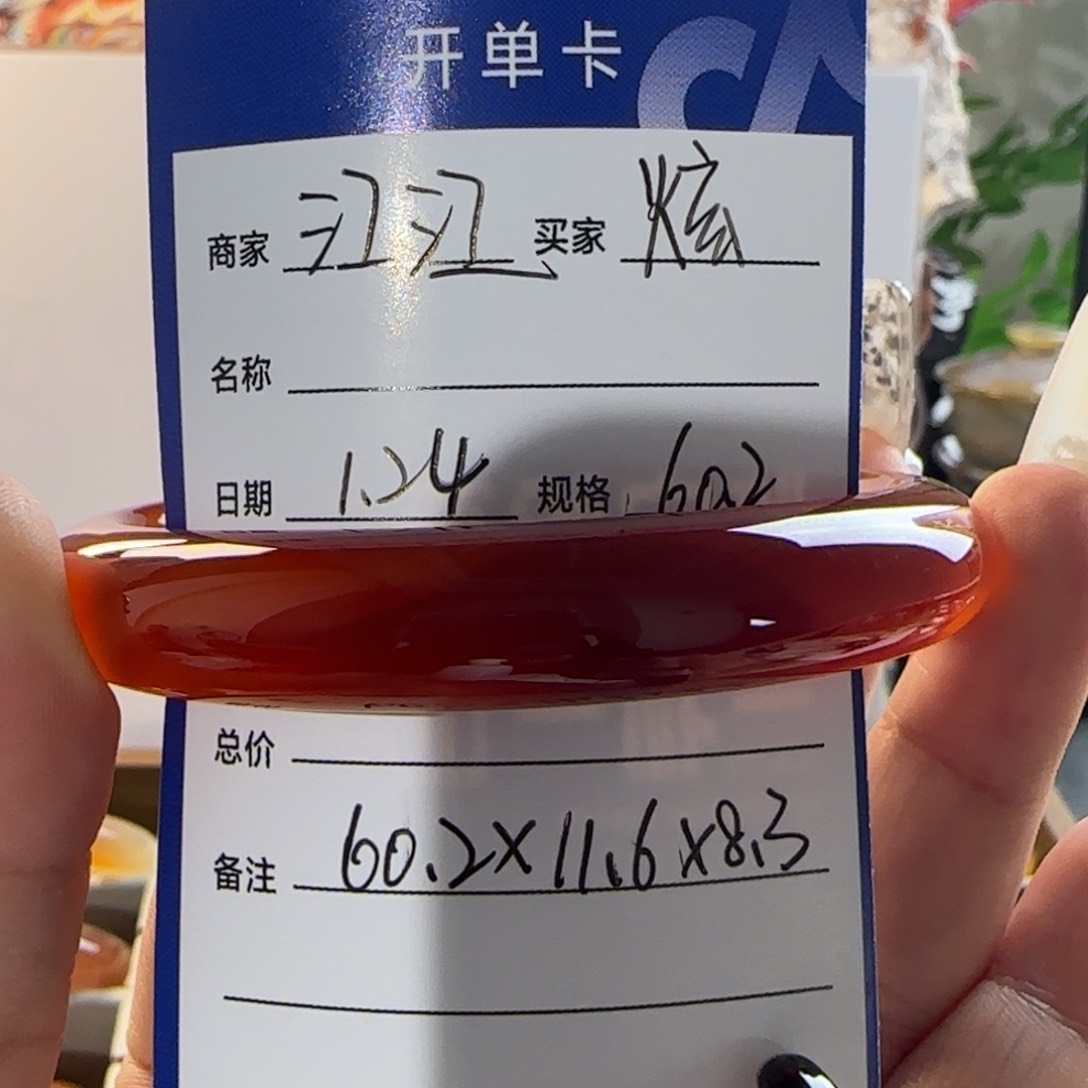 开单卡
商家 江江 买家 炫
名称
日期 1.24 规格 60.2
总价
备注 60.2×11.6×8.3